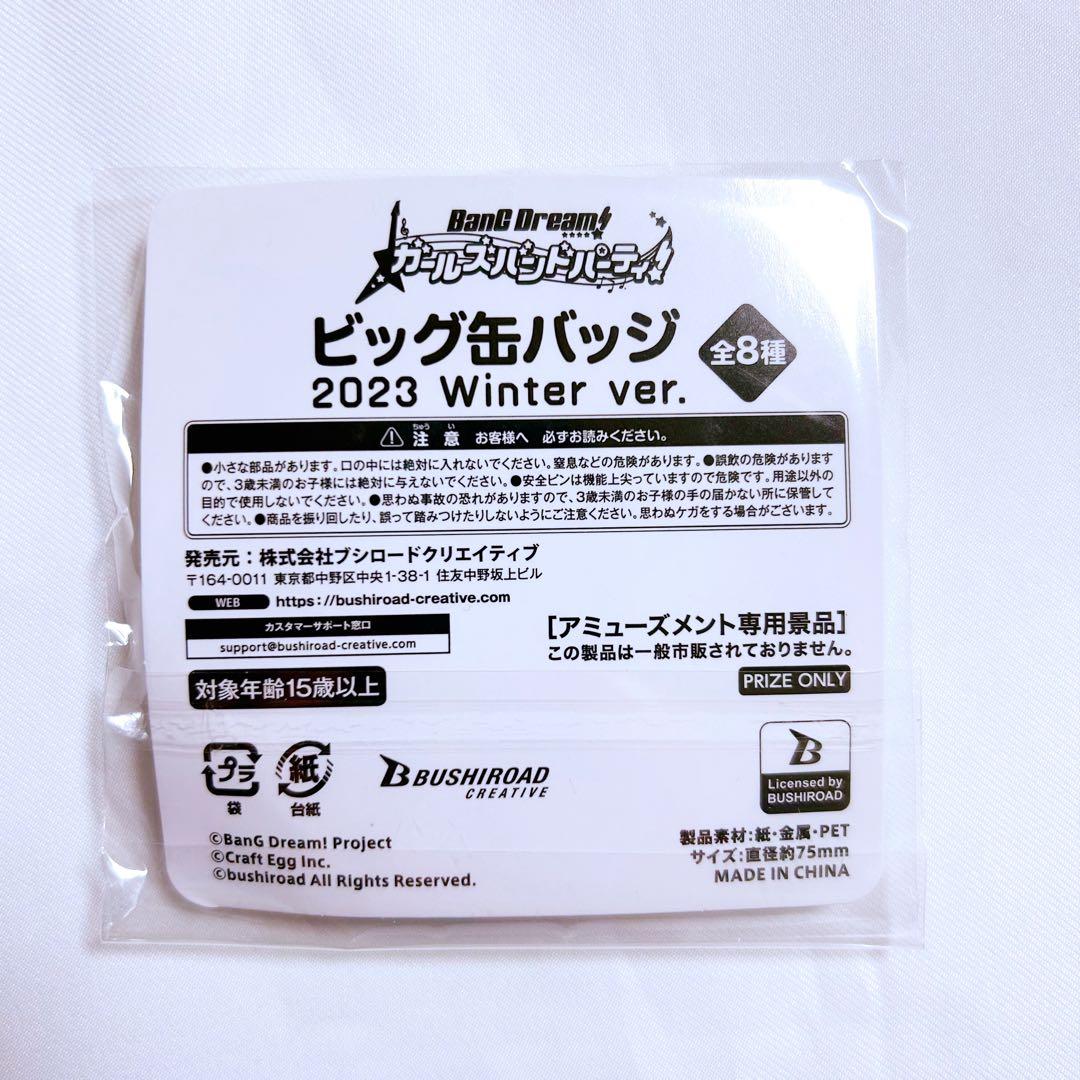 BanG Dream!
ガールズバンドパーティ!
ビッグ缶バッジ
2023 Winter ver.
全8種
ちゅう い
注意 お客様へ 必ずお読みください。
●小さな部品があります。口の中には絶対に入れないでください。窒息などの危険があります。●誤飲の危険があります
ので、3歳未満のお子様には絶対に与えないでください。●安全ピンは機能上尖っていますので危険です。用途以外の
目的で使用しないでください。●思わぬ事故の恐れがありますので、3歳未満のお子様の手の届かない所に保管して
ください。●商品を振り回したり、誤って踏みつけたりしないようにご注意ください。思わぬケガをする場合がございます。
発売元:株式会社ブシロードクリエイティブ
〒164-0011 東京都中野区中央1-38-1 住友中野坂上ビル
WEB https://bushiroad-creative.com
カスタマーサポート窓口
support@bushiroad-creative.com
[アミューズメント専用景品]
この製品は一般市販されておりません。
対象年齢15歳以上
PRIZE ONLY
プラ
袋
紙
台紙
BUSHIROAD
CREATIVE
Licensed by
BUSHIROAD
©BanG Dream! Project
©Craft Egg Inc.
©bushiroad All Rights Reserved.
製品素材:紙・金属・PET
サイズ:直径約75mm
MADE IN CHINA